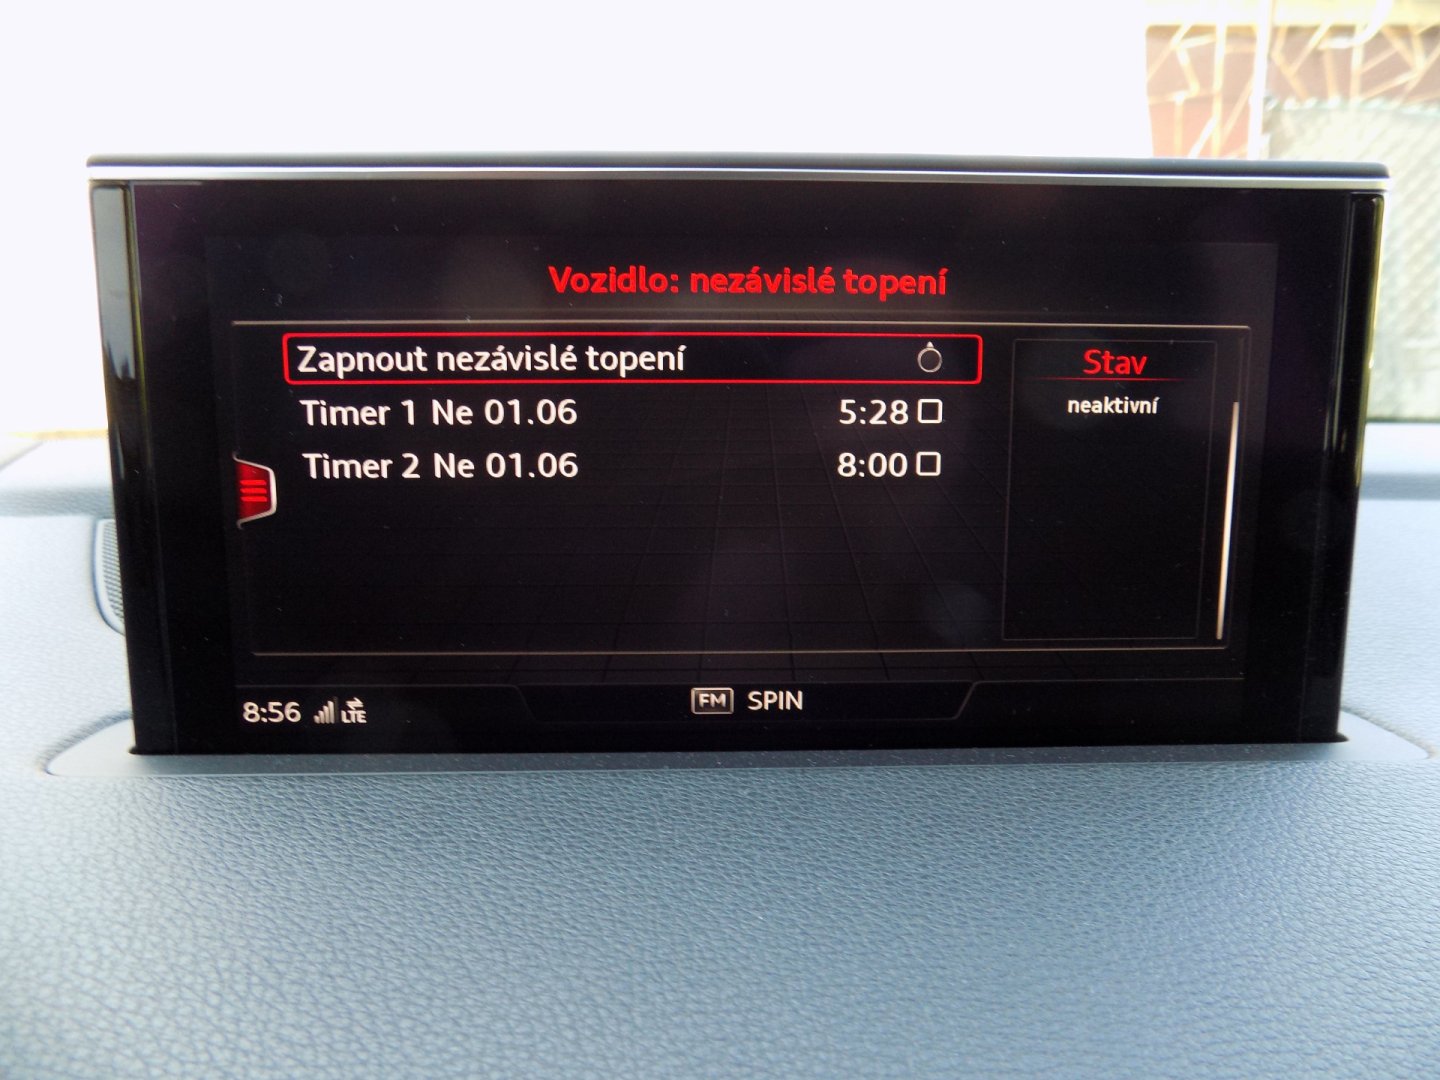 Vozidlo: nezávislé topení
Zapnout nezávislé topení
Timer 1 Ne 01.06 5:28
Timer 2 Ne 01.06 8:00
Stav
neaktivní
8:56 LTE
FM SPIN